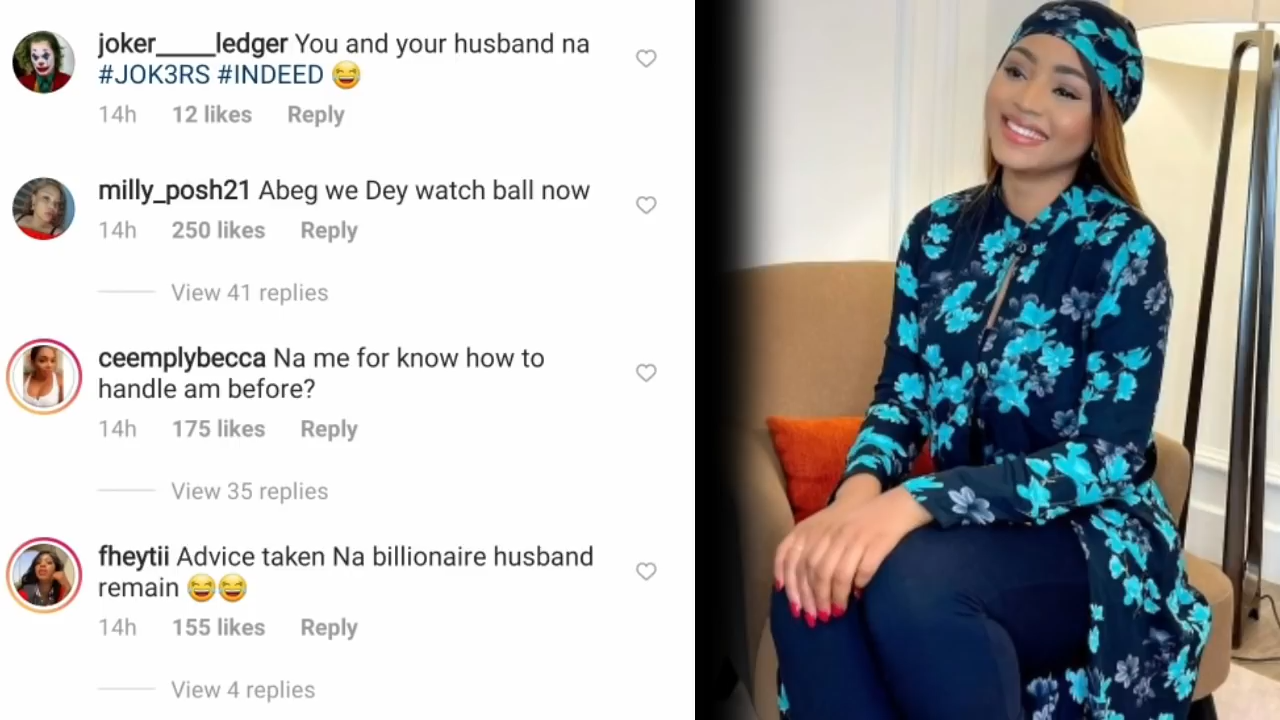 joker_____ledger You and your husband na
#JOK3RS #INDEED 😂
14h 12 likes Reply
milly_posh21 Abeg we Dey watch ball now
14h 250 likes Reply
View 41 replies
ceemplybecca Na me for know how to
handle am before?
14h 175 likes Reply
View 35 replies
fheytii Advice taken Na billionaire husband
remain 😂😂
14h 155 likes Reply
View 4 replies